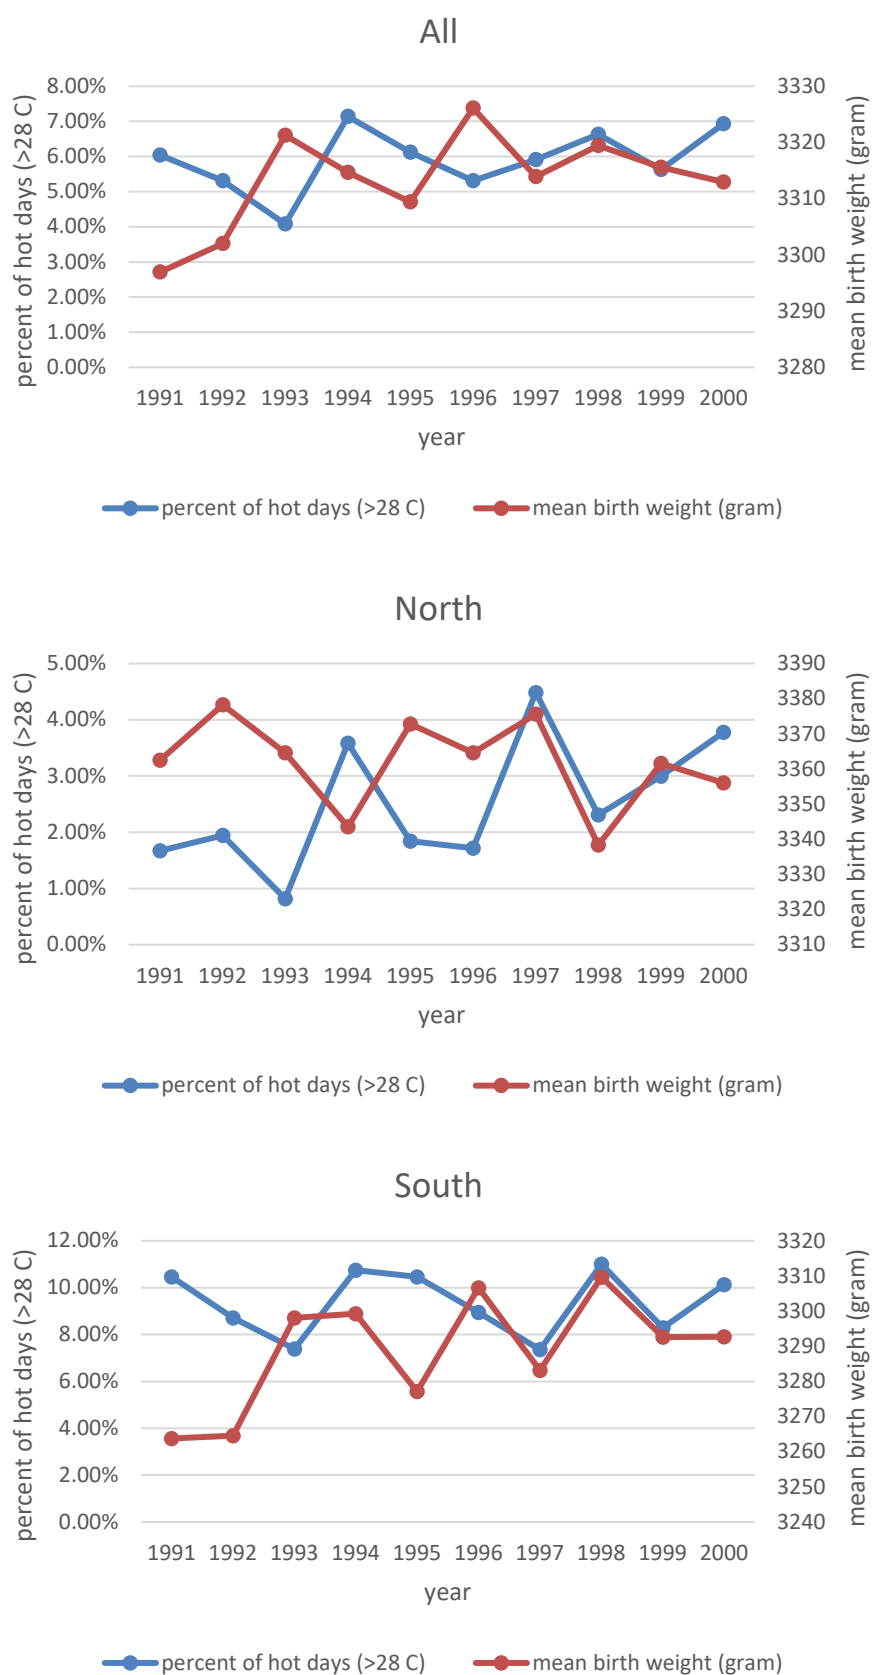 All
percent of hot days (>28 C)
8.00%
7.00%
6.00%
5.00%
4.00%
3.00%
2.00%
1.00%
0.00%
3330
3320
3310
3300
3290
3280
mean birth weight (gram)
1991 1992 1993 1994 1995 1996 1997 1998 1999 2000
year
percent of hot days (>28 C) mean birth weight (gram)
North
percent of hot days (>28 C)
5.00%
4.00%
3.00%
2.00%
1.00%
0.00%
3390
3380
3370
3360
3350
3340
3330
3320
3310
mean birth weight (gram)
1991 1992 1993 1994 1995 1996 1997 1998 1999 2000
year
percent of hot days (>28 C) mean birth weight (gram)
South
percent of hot days (>28 C)
12.00%
10.00%
8.00%
6.00%
4.00%
2.00%
0.00%
3320
3310
3300
3290
3280
3270
3260
3250
3240
mean birth weight (gram)
1991 1992 1993 1994 1995 1996 1997 1998 1999 2000
year
percent of hot days (>28 C) mean birth weight (gram)